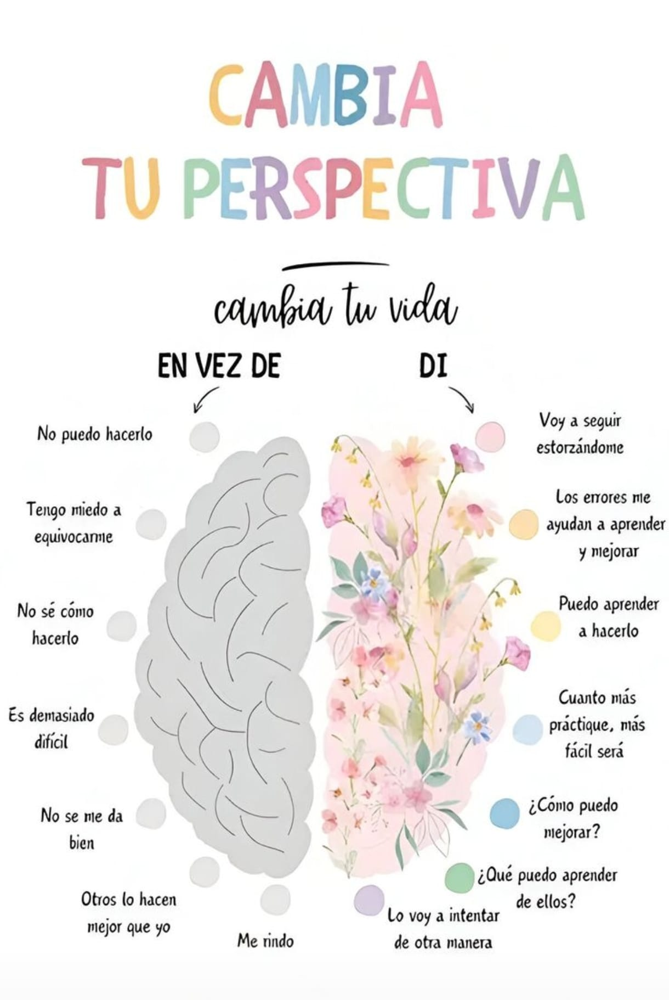 CAMBIA
TU PERSPECTIVA
cambia tu vida
EN VEZ DE
DI
No puedo hacerlo
Voy a seguir
estorzándome
Tengo miedo a
equivocarme
Los errores me
ayudan a aprender
y mejorar
No sé cómo
hacerlo
Puedo aprender
a hacerlo
Es demasiado
difícil
Cuanto más
práctique, más
fácil será
No se me da
bien
¿Cómo puedo
mejorar?
Otros lo hacen
mejor que yo
¿Qué puedo aprender
de ellos?
Me rindo
Lo voy a intentar
de otra manera